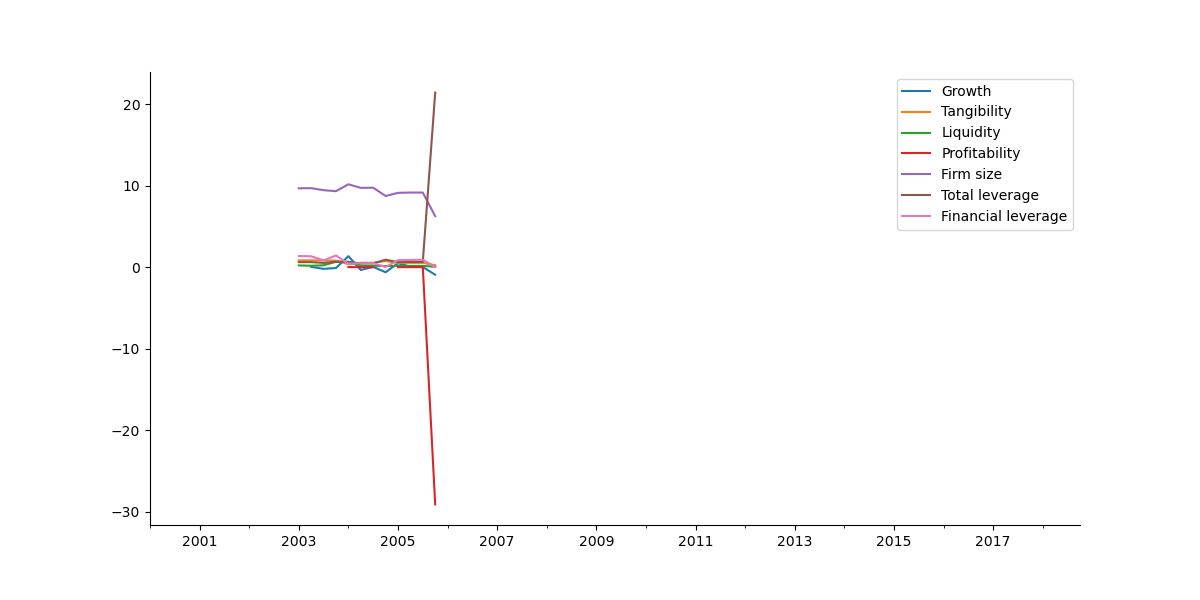 20
10
0
−10
−20
−30
2001 2003 2005 2007 2009 2011 2013 2015 2017
Growth
Tangibility
Liquidity
Profitability
Firm size
Total leverage
Financial leverage